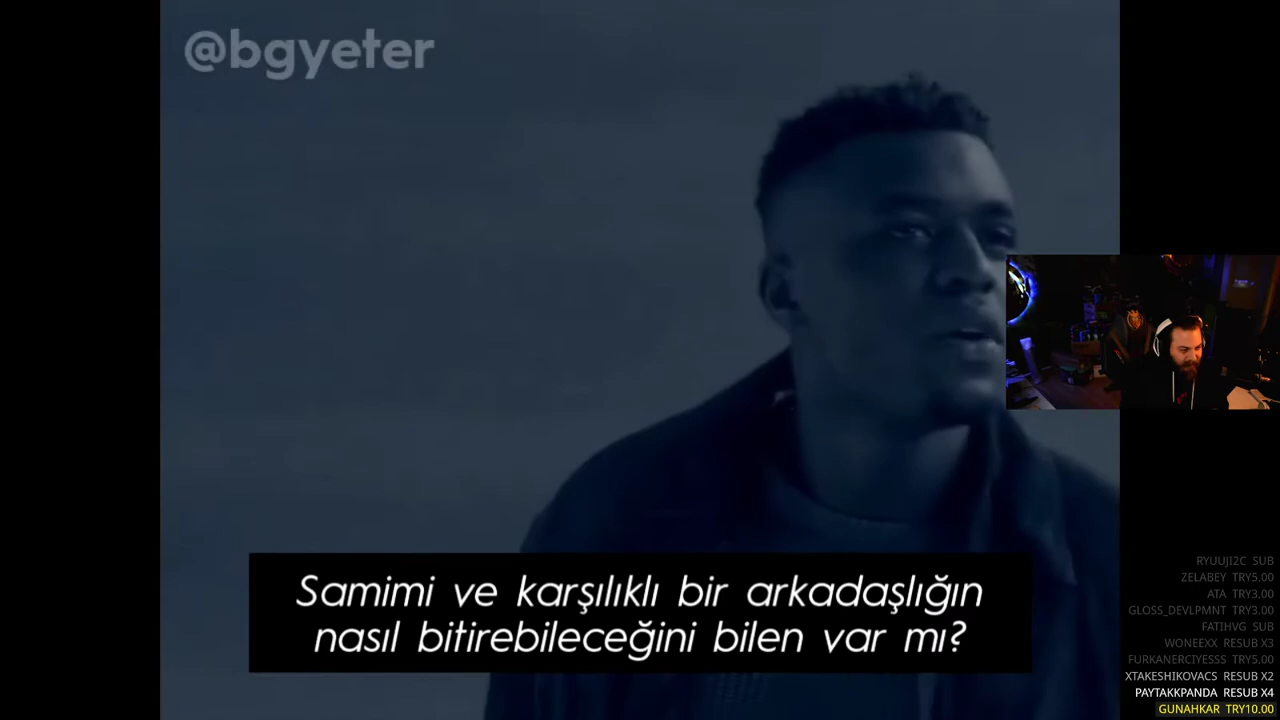 @bgyeter
Samimi ve karşılıklı bir arkadaşlığın
nasıl bitirebileceğini bilen var mı?
RYUUJI2C SUB
ZELABEY TRY5.00
ATA TRY3.00
GLOSS_DEVLPMNT TRY3.00
FATIHVG SUB
WONEEXX RESUB X3
FURKANERCIYESSS TRY5.00
XTAKESHIKOVACS RESUB X2
PAYTAKKPANDA RESUB X4
GUNAHKAR TRY10.00